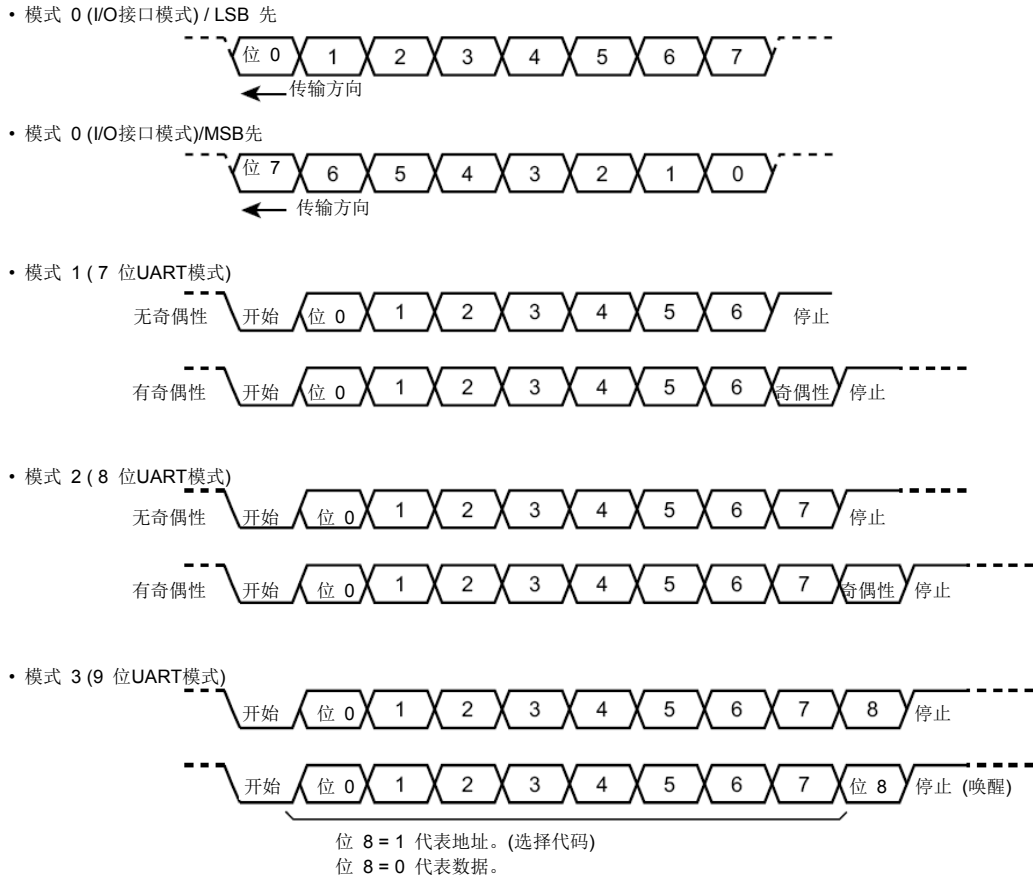 • 模式 0 (I/O接口模式) / LSB 先
位 0 1 2 3 4 5 6 7
传输方向
• 模式 0 (I/O接口模式)/MSB先
位 7 6 5 4 3 2 1 0
传输方向
• 模式 1 ( 7 位UART模式)
无奇偶性 开始 位 0 1 2 3 4 5 6 停止
有奇偶性 开始 位 0 1 2 3 4 5 6 奇偶性 停止
• 模式 2 ( 8 位UART模式)
无奇偶性 开始 位 0 1 2 3 4 5 6 7 停止
有奇偶性 开始 位 0 1 2 3 4 5 6 7 奇偶性 停止
• 模式 3 (9 位UART模式)
开始 位 0 1 2 3 4 5 6 7 8 停止
开始 位 0 1 2 3 4 5 6 7 位 8 停止 (唤醒)
位 8 = 1 代表地址。(选择代码)
位 8 = 0 代表数据。